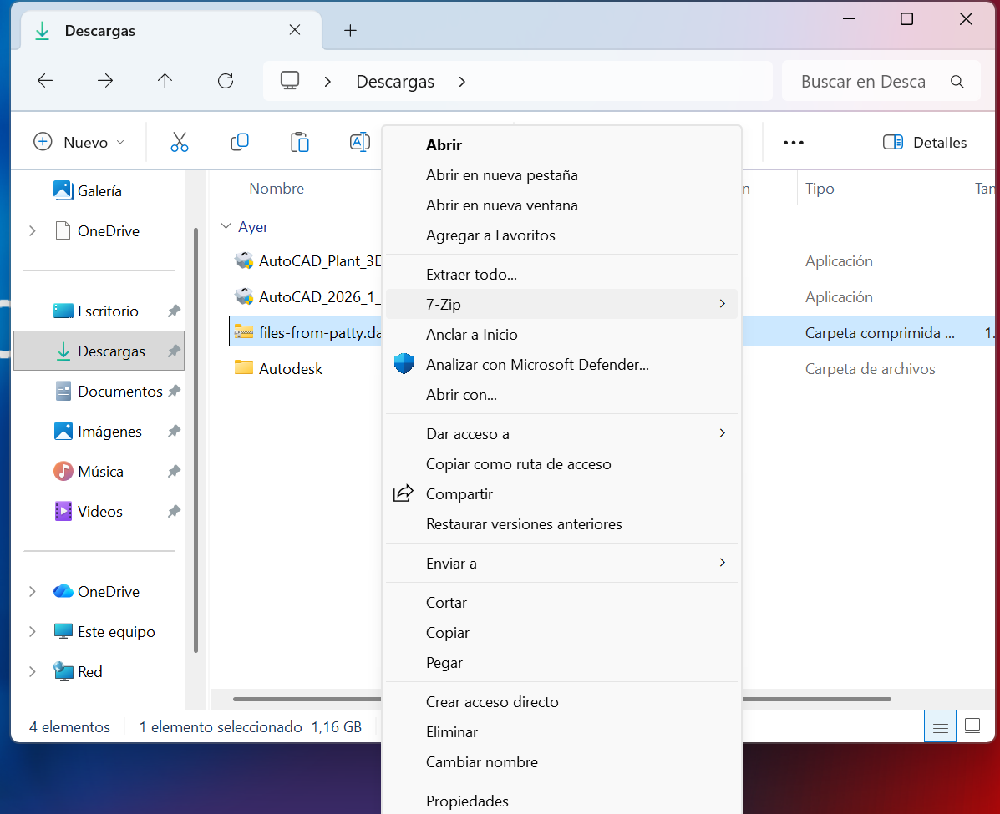 Descargas
Descargas
Buscar en Desca
Nuevo
Detalles
Nombre
Tipo
Galería
OneDrive
Escritorio
Descargas
Documentos
Imágenes
Música
Videos
OneDrive
Este equipo
Red
Ayer
AutoCAD_Plant_3D
Aplicación
AutoCAD_2026_1_
Aplicación
files-from-patty.da
Carpeta comprimida ...
1.
Autodesk
Carpeta de archivos
Abrir
Abrir en nueva pestaña
Abrir en nueva ventana
Agregar a Favoritos
Extraer todo...
7-Zip
Anclar a Inicio
Analizar con Microsoft Defender...
Abrir con...
Dar acceso a
Copiar como ruta de acceso
Compartir
Restaurar versiones anteriores
Enviar a
Cortar
Copiar
Pegar
Crear acceso directo
Eliminar
Cambiar nombre
Propiedades
4 elementos
1 elemento seleccionado 1,16 GB